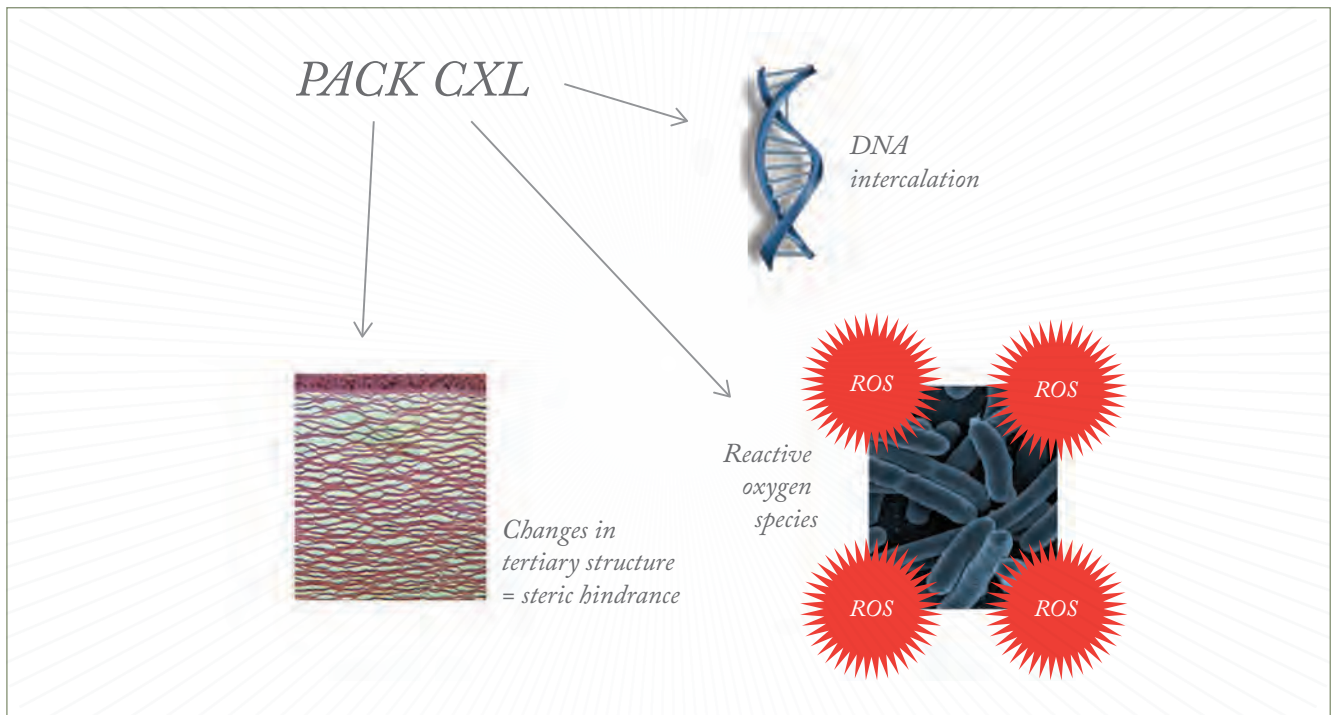 PACK CXL
DNA
intercalation
ROS
ROS
Reactive
oxygen
species
Changes in
tertiary structure
= steric hindrance
ROS
ROS